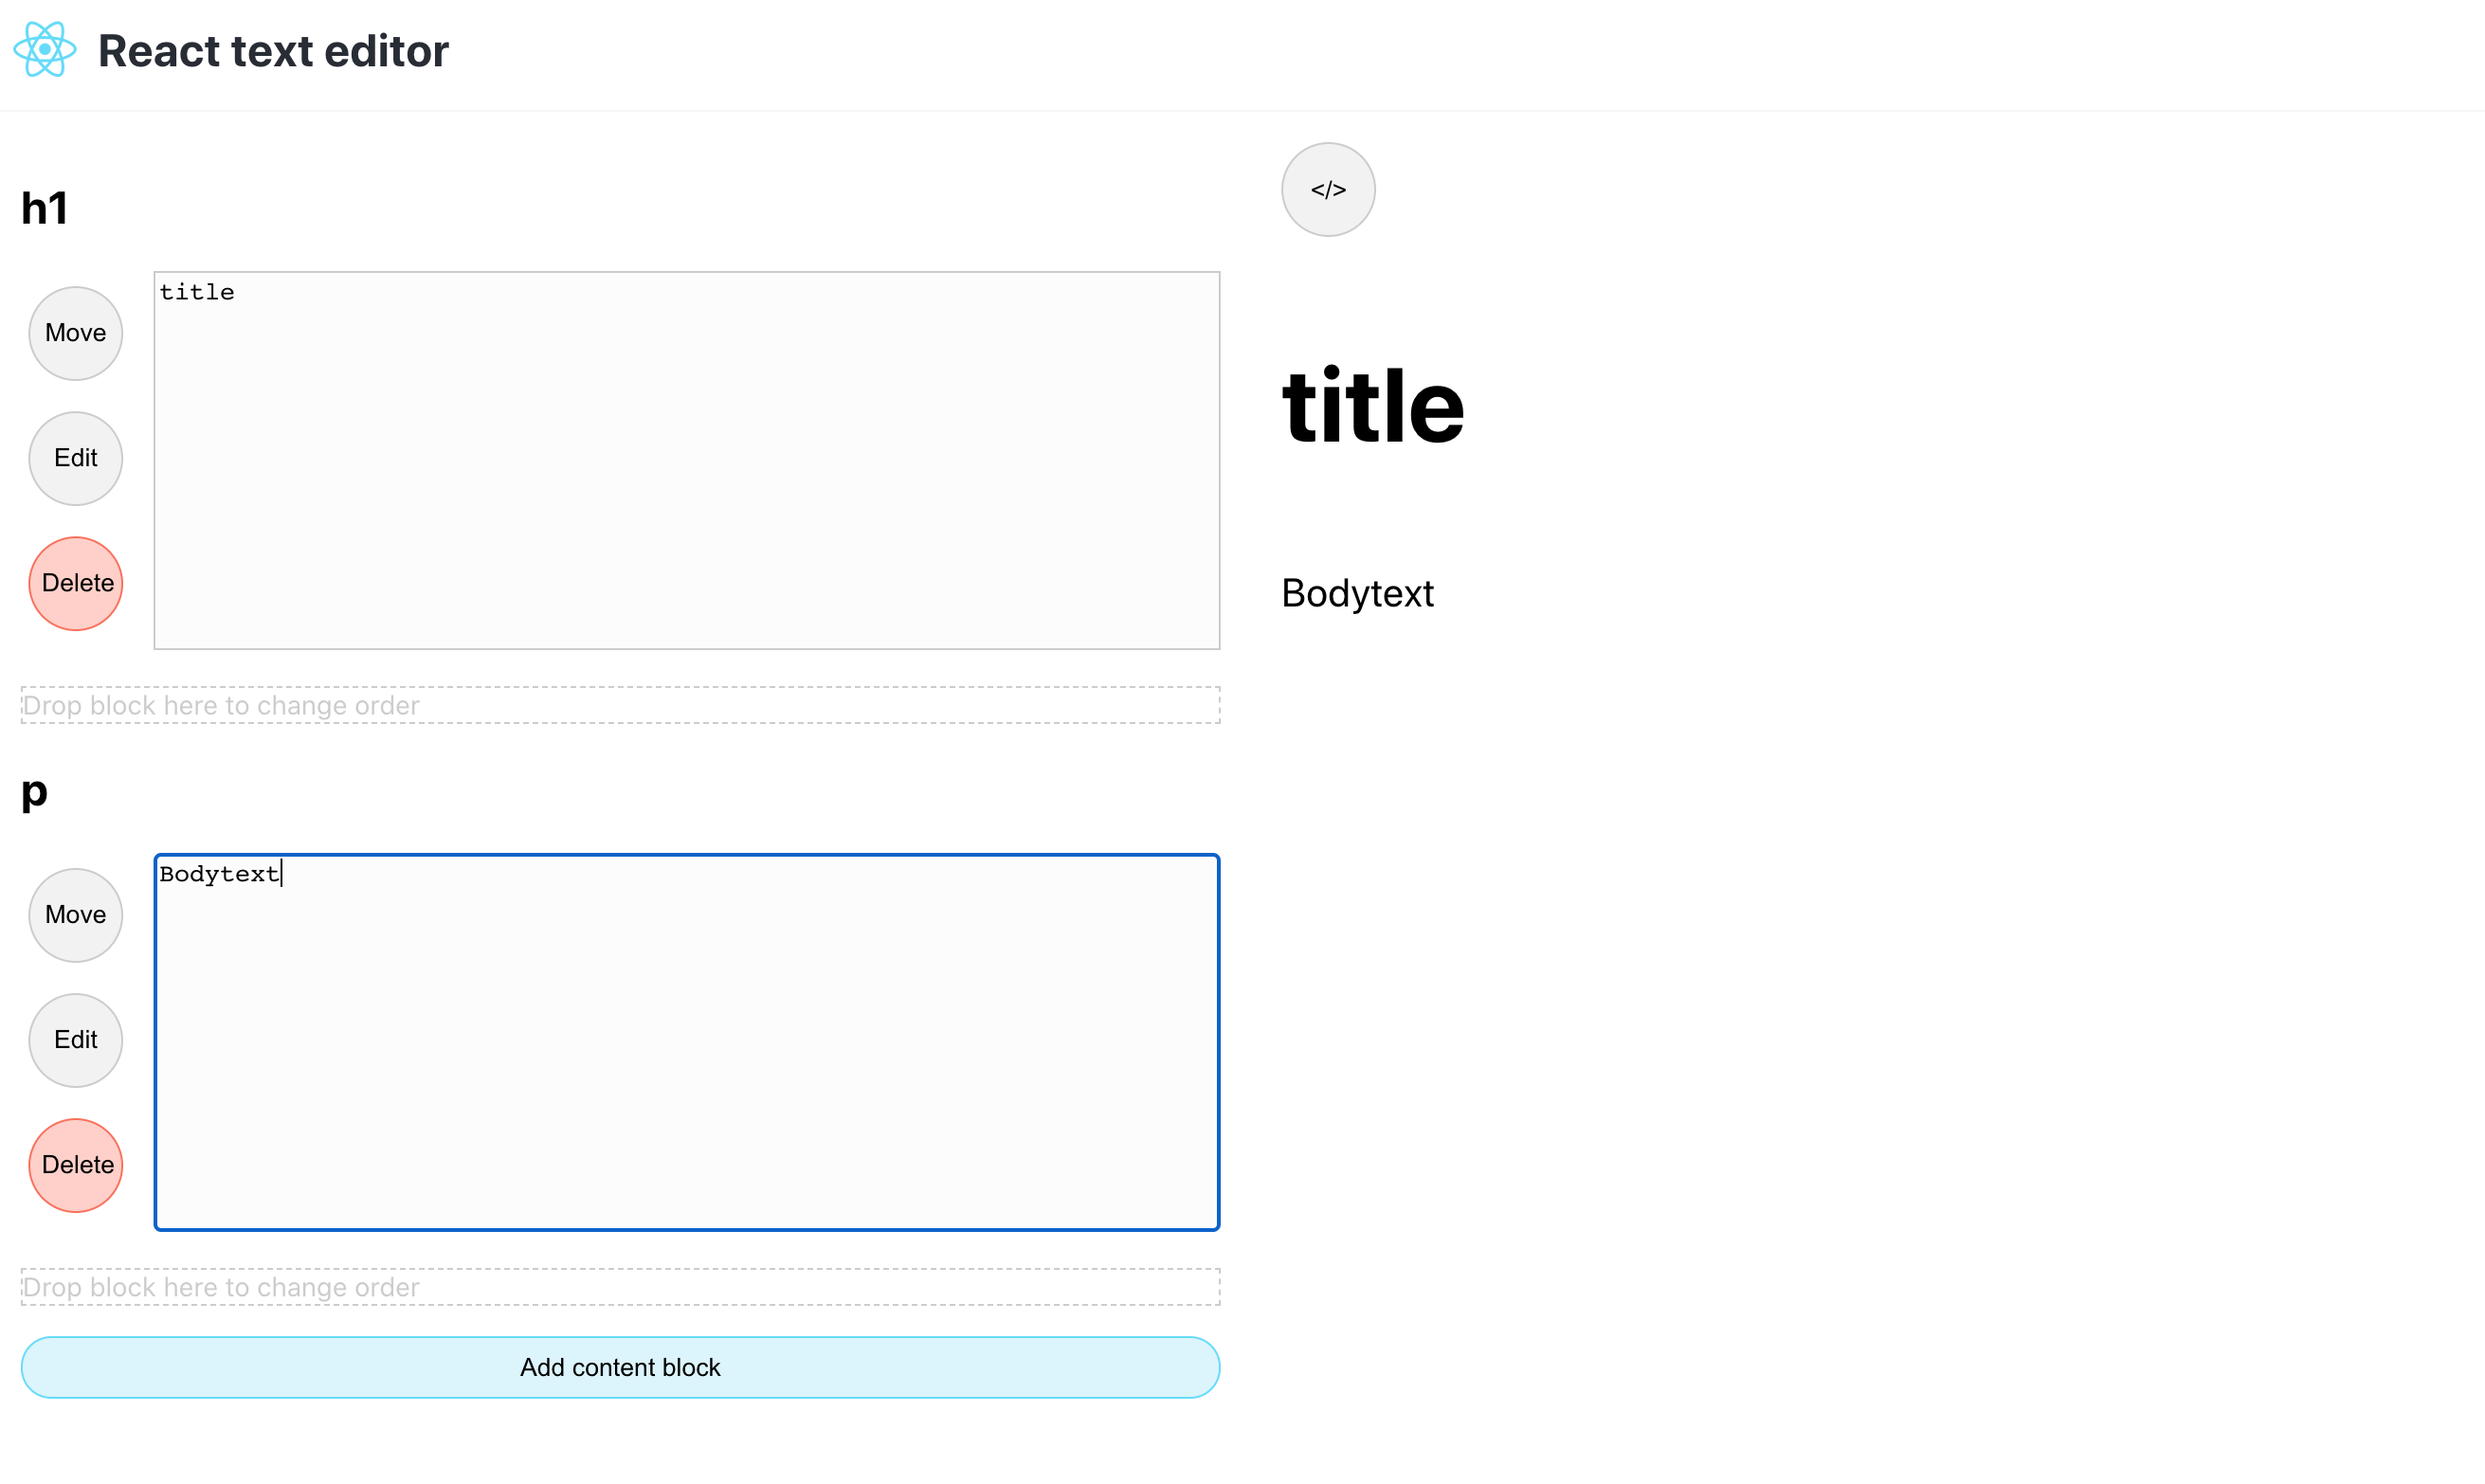 React text editor
h1
Move
Edit
Delete
title
Drop block here to change order
p
Move
Edit
Delete
Bodytext
Drop block here to change order
Add content block
</>
title
Bodytext